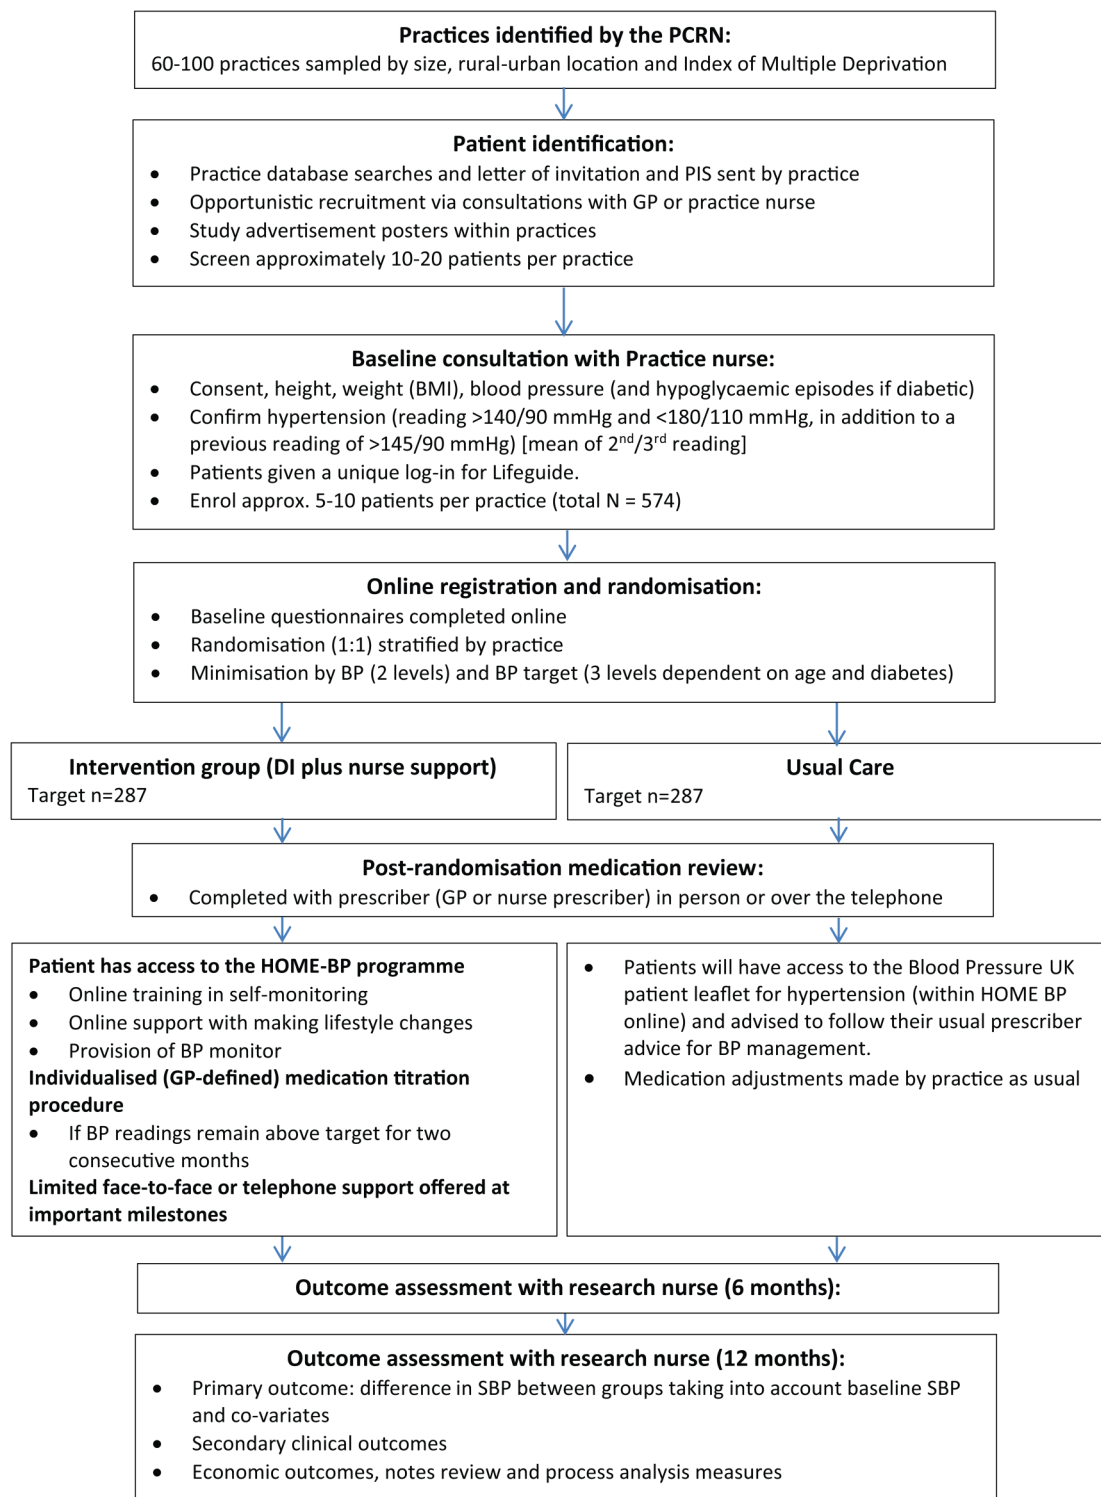 Practices identified by the PCRN:
60-100 practices sampled by size, rural-urban location and Index of Multiple Deprivation
Patient identification:
• Practice database searches and letter of invitation and PIS sent by practice
• Opportunistic recruitment via consultations with GP or practice nurse
• Study advertisement posters within practices
• Screen approximately 10-20 patients per practice
Baseline consultation with Practice nurse:
• Consent, height, weight (BMI), blood pressure (and hypoglycaemic episodes if diabetic)
• Confirm hypertension (reading >140/90 mmHg and <180/110 mmHg, in addition to a
previous reading of >145/90 mmHg) [mean of 2nd/3rd reading]
• Patients given a unique log-in for Lifeguide.
• Enrol approx. 5-10 patients per practice (total N = 574)
Online registration and randomisation:
• Baseline questionnaires completed online
• Randomisation (1:1) stratified by practice
• Minimisation by BP (2 levels) and BP target (3 levels dependent on age and diabetes)
Intervention group (DI plus nurse support)
Target n=287
Usual Care
Target n=287
Post-randomisation medication review:
• Completed with prescriber (GP or nurse prescriber) in person or over the telephone
Patient has access to the HOME-BP programme
• Online training in self-monitoring
• Online support with making lifestyle changes
• Provision of BP monitor
Individualised (GP-defined) medication titration
procedure
• If BP readings remain above target for two
consecutive months
Limited face-to-face or telephone support offered at
important milestones
• Patients will have access to the Blood Pressure UK
patient leaflet for hypertension (within HOME BP
online) and advised to follow their usual prescriber
advice for BP management.
• Medication adjustments made by practice as usual
Outcome assessment with research nurse (6 months):
Outcome assessment with research nurse (12 months):
• Primary outcome: difference in SBP between groups taking into account baseline SBP
and co-variates
• Secondary clinical outcomes
• Economic outcomes, notes review and process analysis measures